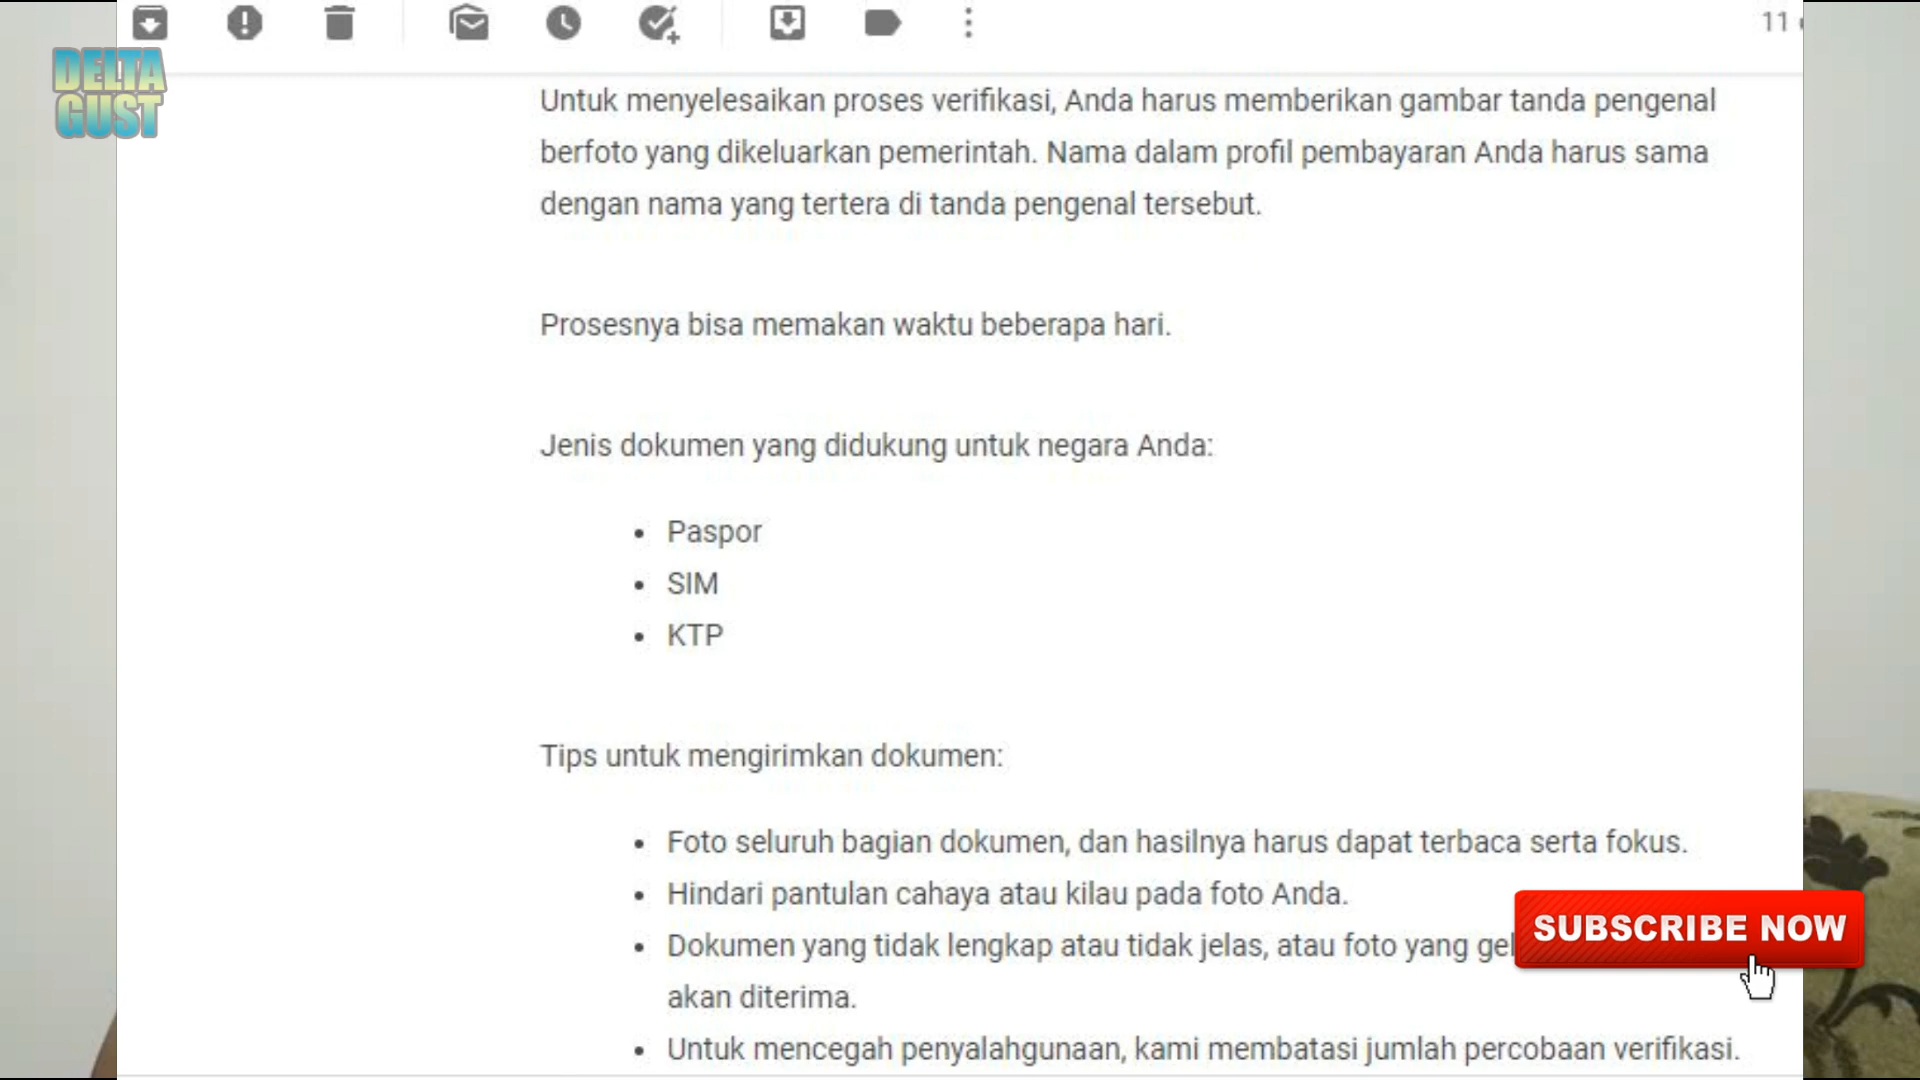 11
DELTA
GUST
Untuk menyelesaikan proses verifikasi, Anda harus memberikan gambar tanda pengenal
berfoto yang dikeluarkan pemerintah. Nama dalam profil pembayaran Anda harus sama
dengan nama yang tertera di tanda pengenal tersebut.
Prosesnya bisa memakan waktu beberapa hari.
Jenis dokumen yang didukung untuk negara Anda:
• Paspor
• SIM
• KTP
Tips untuk mengirimkan dokumen:
• Foto seluruh bagian dokumen, dan hasilnya harus dapat terbaca serta fokus.
• Hindari pantulan cahaya atau kilau pada foto Anda.
• Dokumen yang tidak lengkap atau tidak jelas, atau foto yang
SUBSCRIBE NOW
akan diterima.
• Untuk mencegah penyalahgunaan, kami membatasi jumlah percobaan verifikasi.